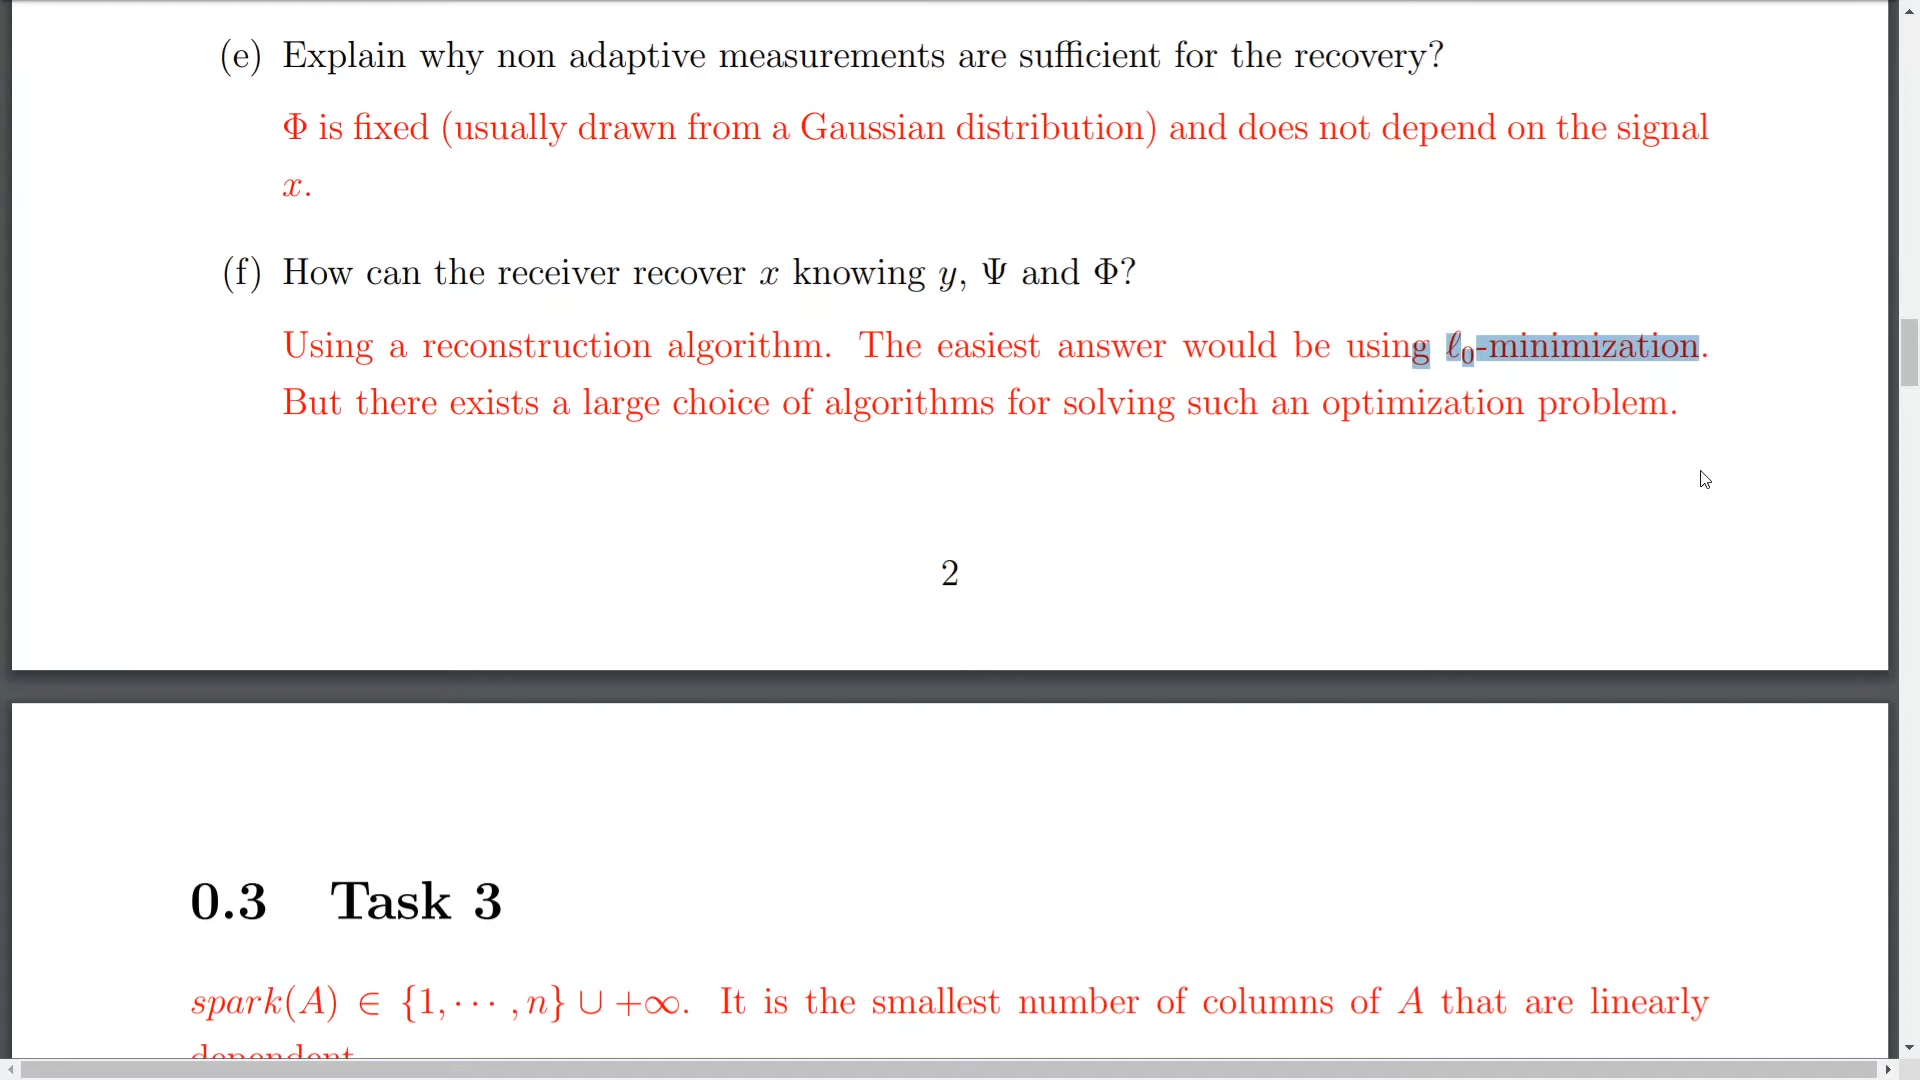 (e) Explain why non adaptive measurements are sufficient for the recovery?
Φ is fixed (usually drawn from a Gaussian distribution) and does not depend on the signal
x.
(f) How can the receiver recover x knowing y, Ψ and Φ?
Using a reconstruction algorithm. The easiest answer would be using ℓ₀-minimization.
But there exists a large choice of algorithms for solving such an optimization problem.
2
0.3 Task 3
spark(A) ∈ {1, ⋯ , n} ∪ +∞. It is the smallest number of columns of A that are linearly
dependent.